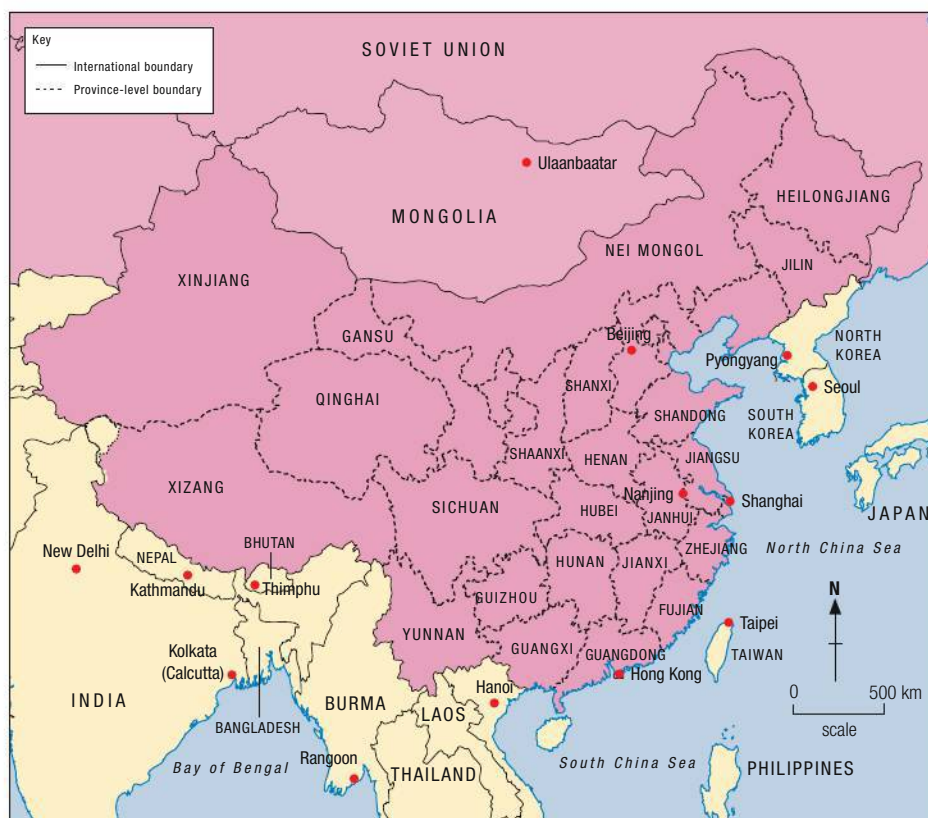 Key
International boundary
Province-level boundary
SOVIET UNION
Ulaanbaatar
MONGOLIA
HEILONGJIANG
NEI MONGOL
JILIN
XINJIANG
GANSU
Beijing
NORTH
KOREA
Pyongyang
Seoul
SOUTH
KOREA
QINGHAI
SHANXI
SHANDONG
SHAANXI
HENAN
JIANGSU
XIZANG
SICHUAN
HUBEI
Nanjing
JANHUI
Shanghai
JAPAN
ZHEJIANG
North China Sea
New Delhi
NEPAL
Kathmandu
BHUTAN
Thimphu
HUNAN
JIANXI
GUIZHOU
FUJIAN
N
YUNNAN
GUANGXI
GUANGDONG
Hong Kong
Taipei
TAIWAN
Kolkata
(Calcutta)
INDIA
BANGLADESH
BURMA
Hanoi
LAOS
0 500 km
scale
Rangoon
Bay of Bengal
THAILAND
South China Sea
PHILIPPINES